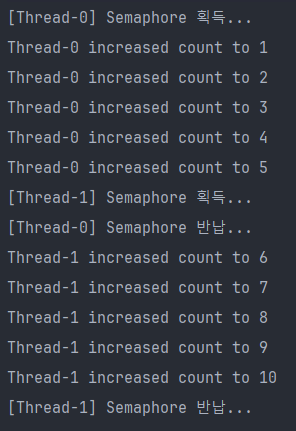 [Thread-0] Semaphore 획득...
Thread-0 increased count to 1
Thread-0 increased count to 2
Thread-0 increased count to 3
Thread-0 increased count to 4
Thread-0 increased count to 5
[Thread-1] Semaphore 획득...
[Thread-0] Semaphore 반납...
Thread-1 increased count to 6
Thread-1 increased count to 7
Thread-1 increased count to 8
Thread-1 increased count to 9
Thread-1 increased count to 10
[Thread-1] Semaphore 반납...